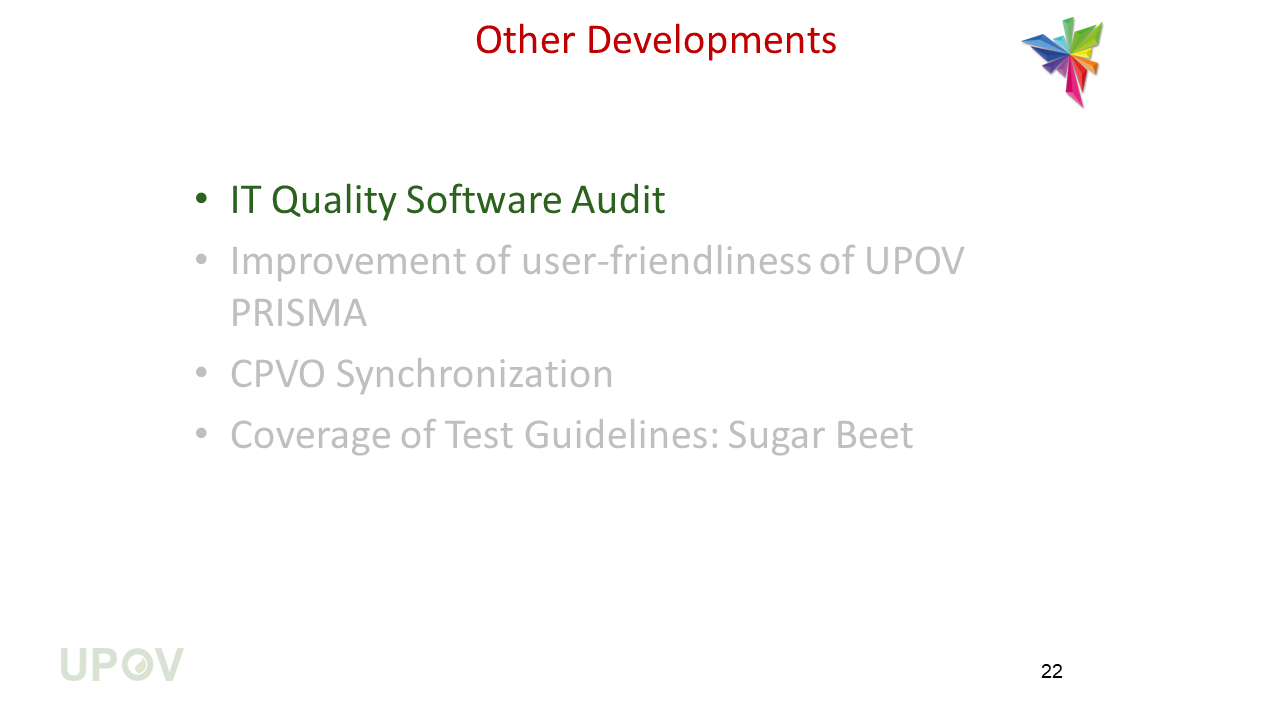 Other Developments
• IT Quality Software Audit
• Improvement of user-friendliness of UPOV
PRISMA
• CPVO Synchronization
• Coverage of Test Guidelines: Sugar Beet
UPOV
22